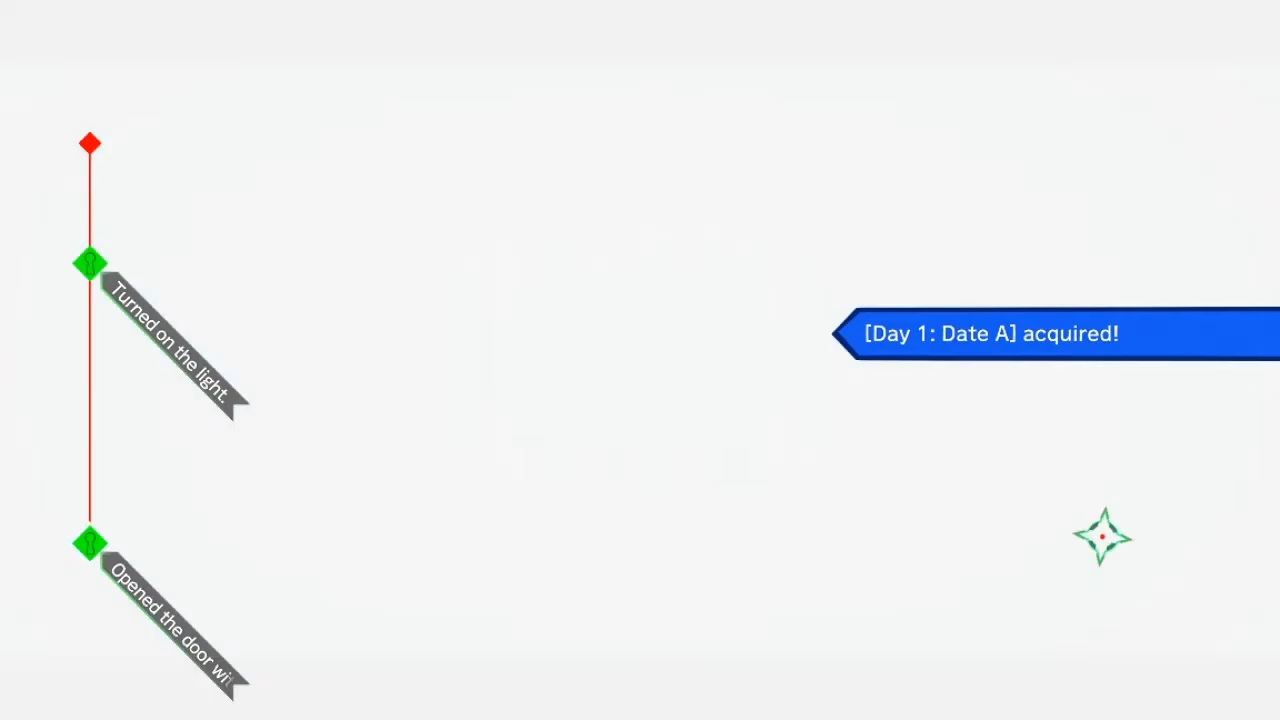 Turned on the light.
[Day 1: Date A] acquired!
Opened the door wi